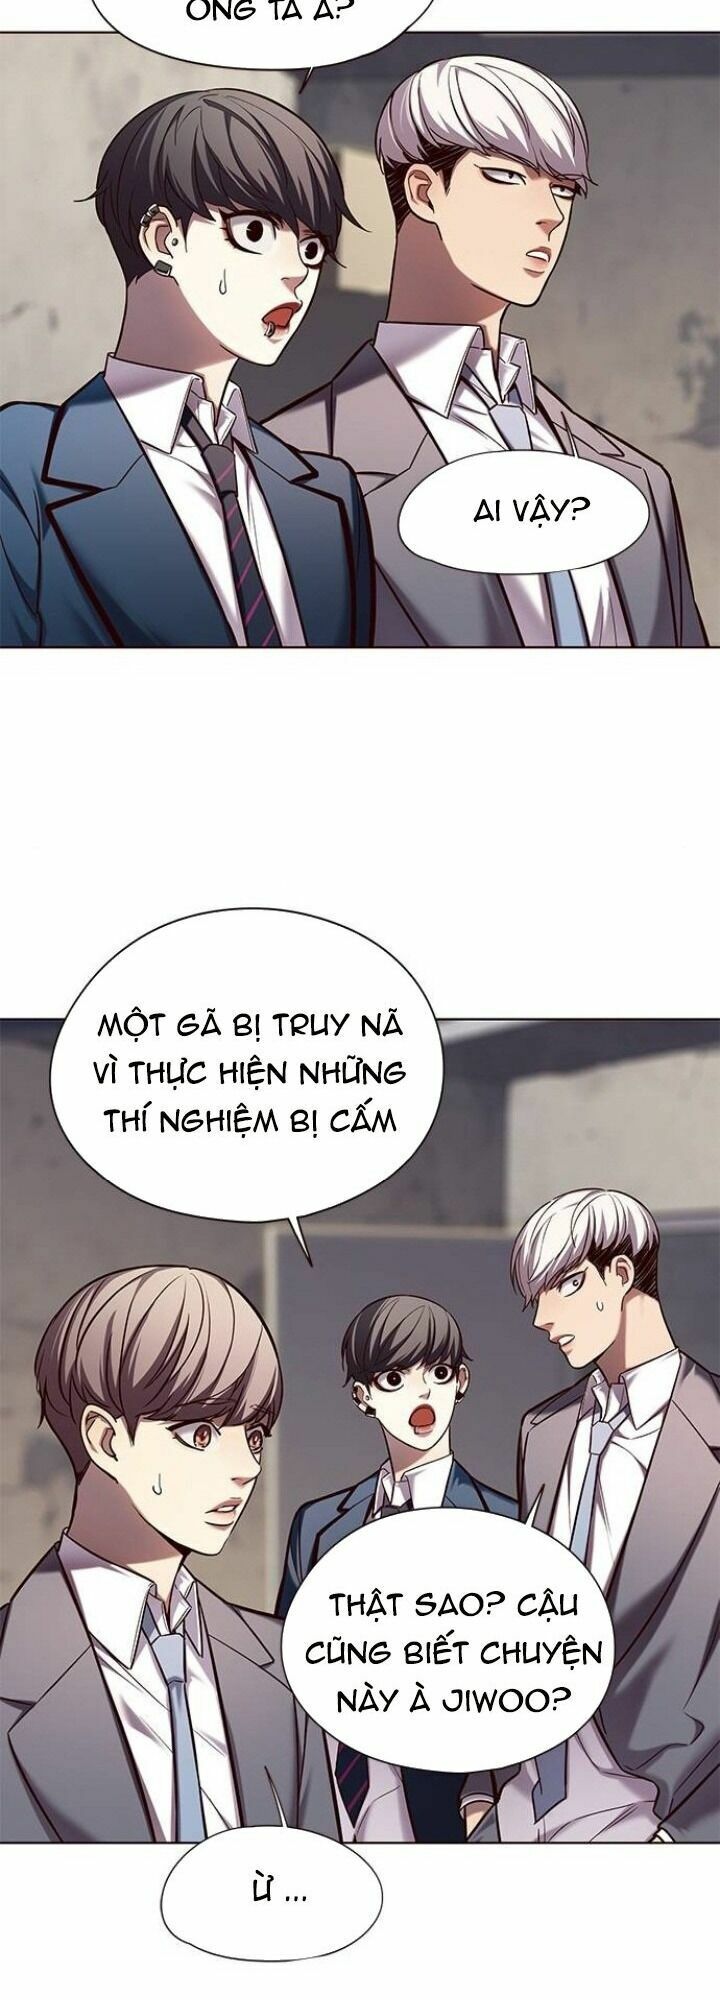 ÔNG TA À?
AI VẬY?
MỘT GÃ BỊ TRUY NÃ
VÌ THỰC HIỆN NHỮNG
THÍ NGHIỆM BỊ CẤM
THẬT SAO? CẬU
CŨNG BIẾT CHUYỆN
NÀY À JIWOO?
Ừ ...